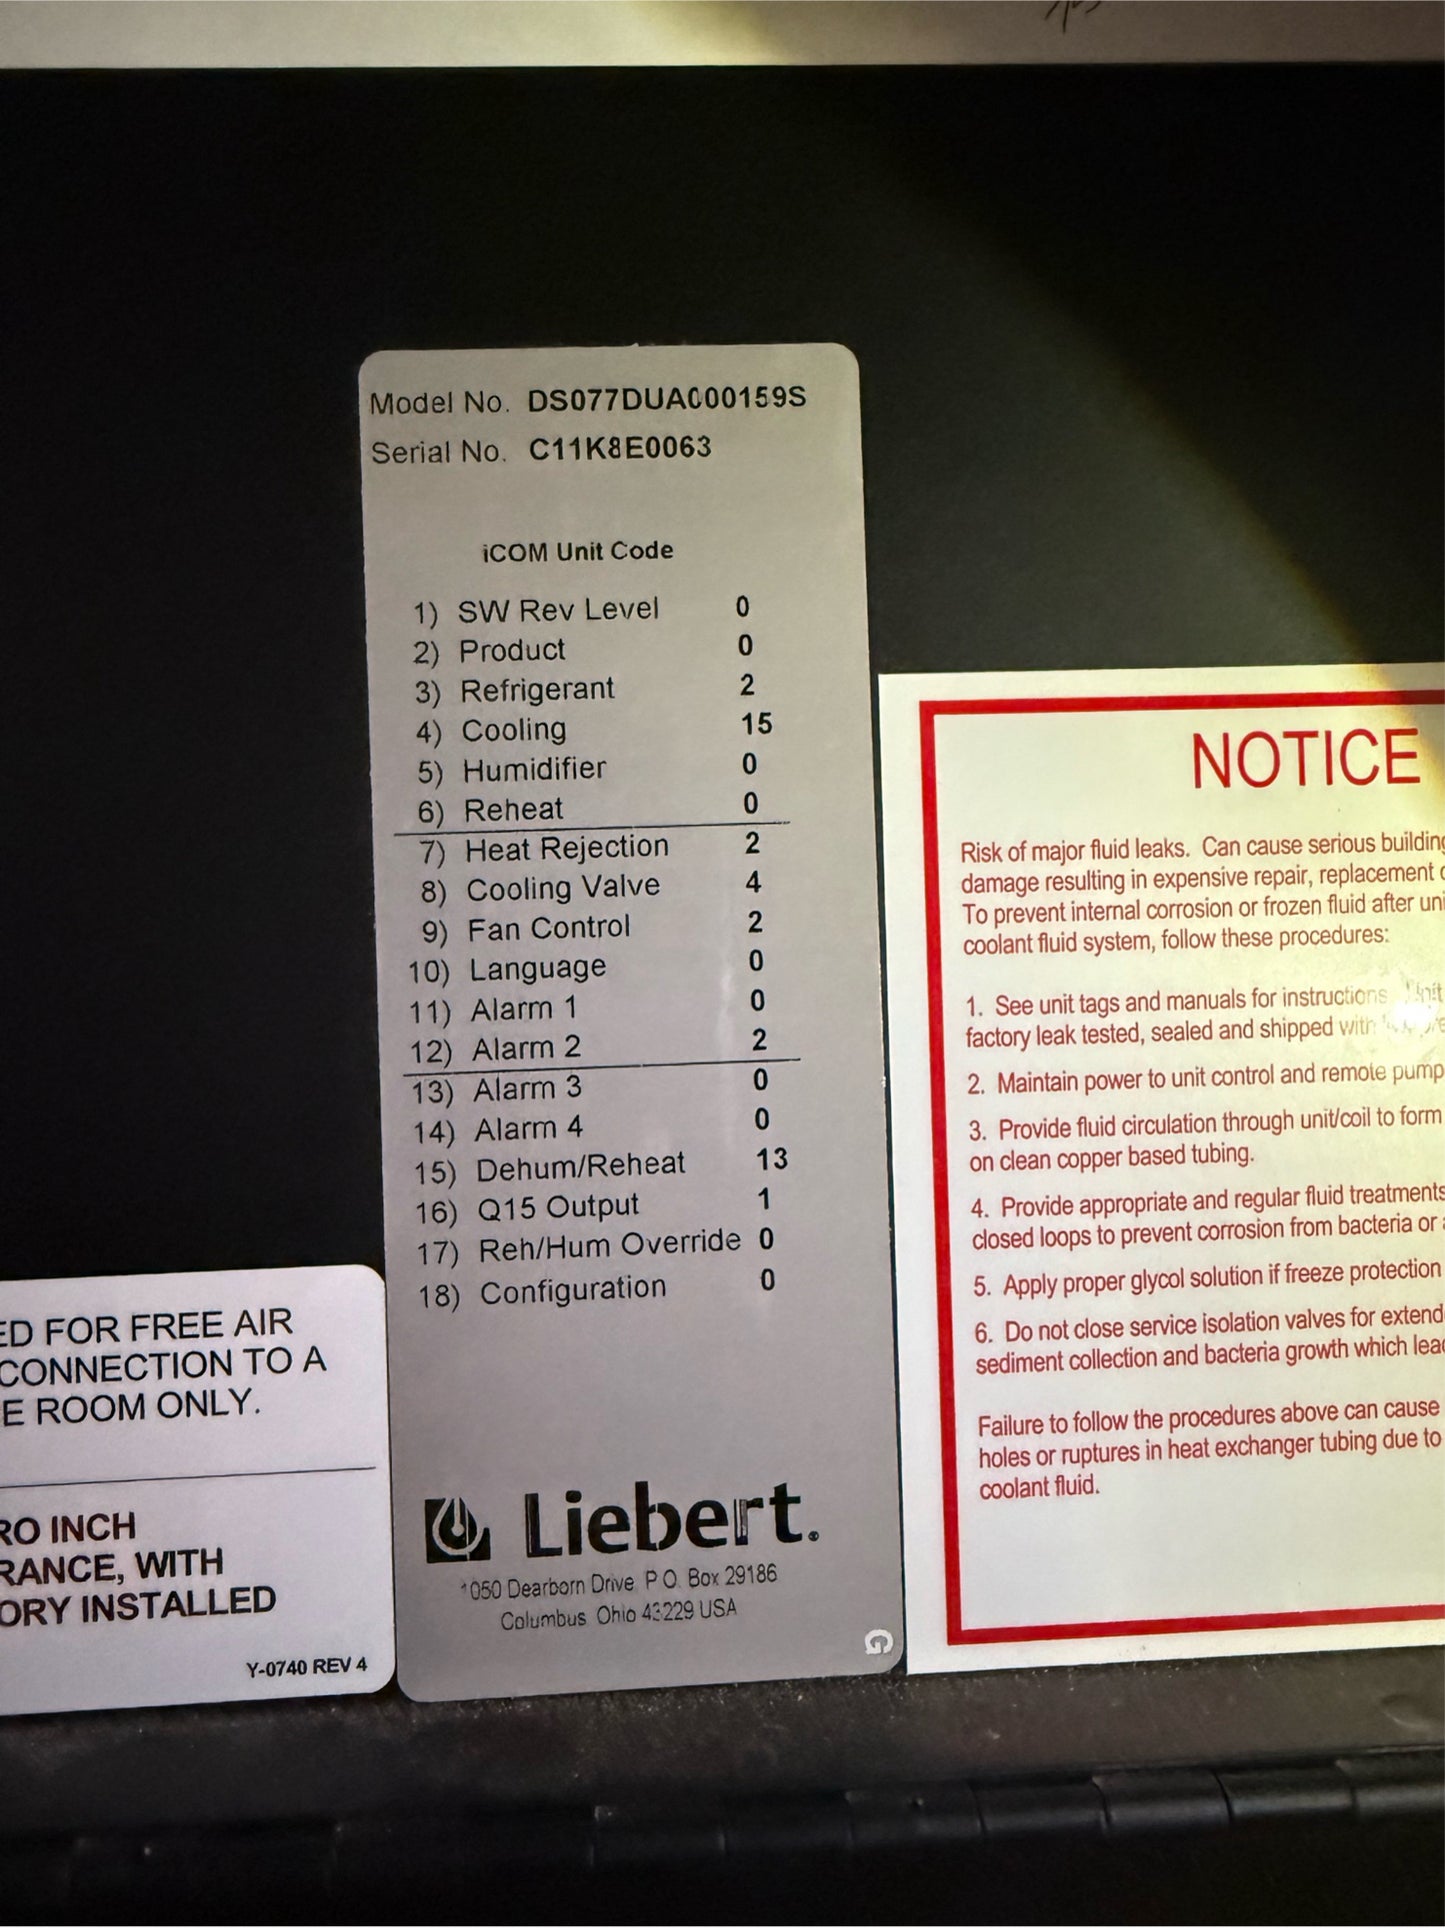 Model No. DS077DUA000159S
Serial No. C11K8E0063
iCOM Unit Code
1) SW Rev Level 0
2) Product 0
3) Refrigerant 2
4) Cooling 15
5) Humidifier 0
6) Reheat 0
7) Heat Rejection 2
8) Cooling Valve 4
9) Fan Control 2
10) Language 0
11) Alarm 1 0
12) Alarm 2 2
13) Alarm 3 0
14) Alarm 4 0
15) Dehum/Reheat 13
16) Q15 Output 1
17) Reh/Hum Override 0
18) Configuration 0
Liebert.
1050 Dearborn Drive P.O. Box 29186
Columbus Ohio 43229 USA
ED FOR FREE AIR
CONNECTION TO A
E ROOM ONLY.
RO INCH
RANCE, WITH
ORY INSTALLED
Y-0740 REV 4
NOTICE
Risk of major fluid leaks. Can cause serious building
damage resulting in expensive repair, replacement
To prevent internal corrosion or frozen fluid after uni
coolant fluid system, follow these procedures:
1. See unit tags and manuals for instructions. Unit
factory leak tested, sealed and shipped with
2. Maintain power to unit control and remote pump
3. Provide fluid circulation through unit/coil to form
on clean copper based tubing.
4. Provide appropriate and regular fluid treatments
closed loops to prevent corrosion from bacteria or
5. Apply proper glycol solution if freeze protection
6. Do not close service isolation valves for extend
sediment collection and bacteria growth which lea
Failure to follow the procedures above can cause
holes or ruptures in heat exchanger tubing due to
coolant fluid.